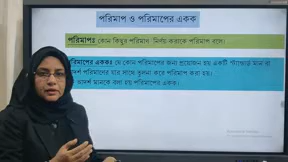 পরিমাপ ও পরিমাপের একক
পরিমাপঃ কোন কিছুর পরিমাণ নির্ণয় করাকে পরিমাপ বলে।
পরিমাপের এককঃ যে কোন পরিমাপের জন্য প্রয়োজন হয় একটি স্ট্যান্ডার্ড মান বা
আদর্শ পরিমাণের যার সাথে তুলনা করে পরিমাপ করা হয়।
আদর্শ মানকে বলা হয় পরিমাপের একক।